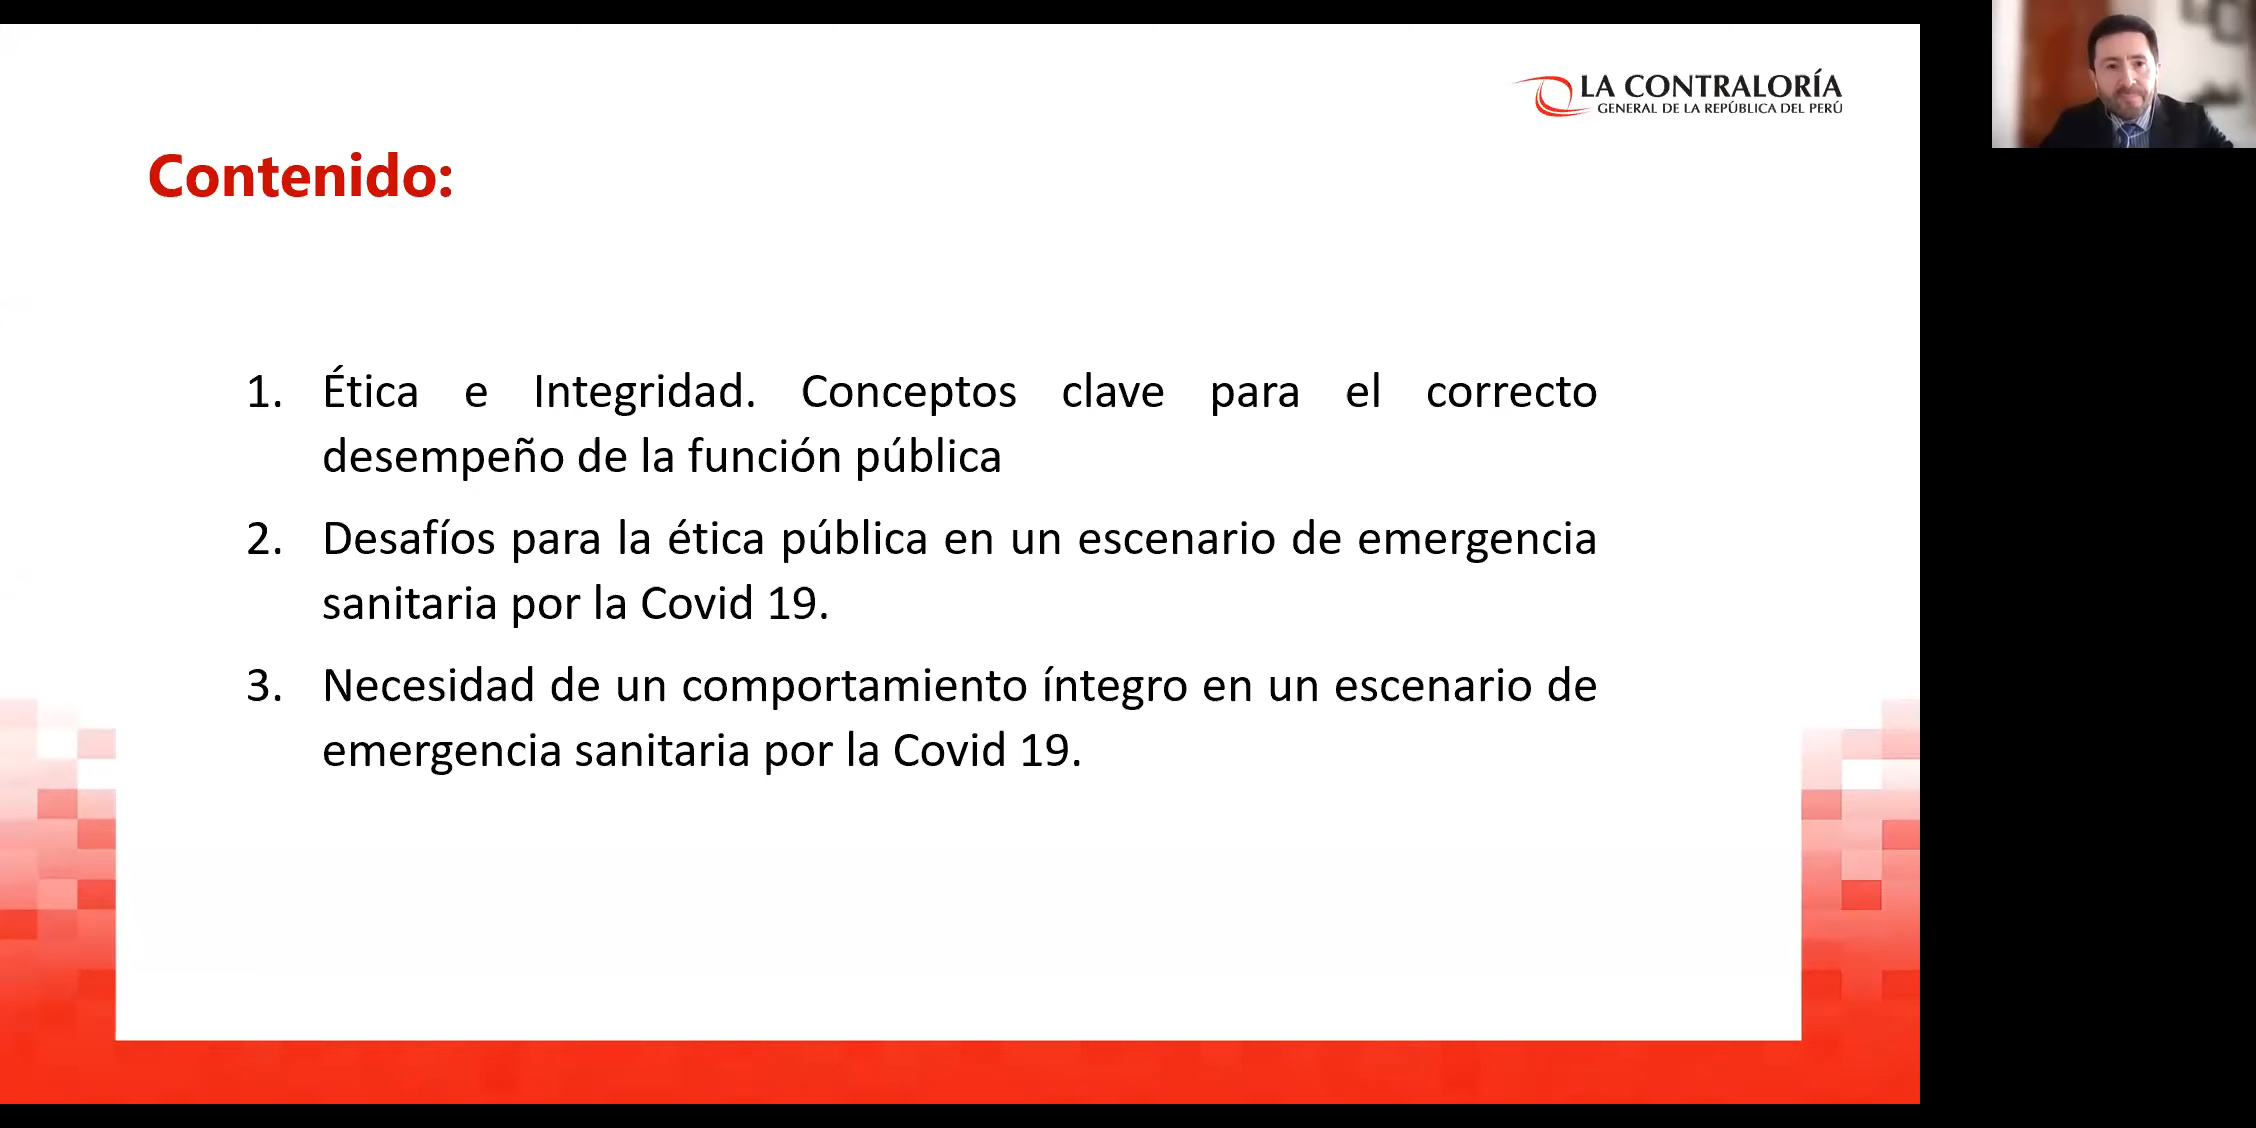 LA CONTRALORÍA
GENERAL DE LA REPÚBLICA DEL PERÚ
Contenido:
1. Ética e Integridad. Conceptos clave para el correcto
desempeño de la función pública
2. Desafíos para la ética pública en un escenario de emergencia
sanitaria por la Covid 19.
3. Necesidad de un comportamiento íntegro en un escenario de
emergencia sanitaria por la Covid 19.